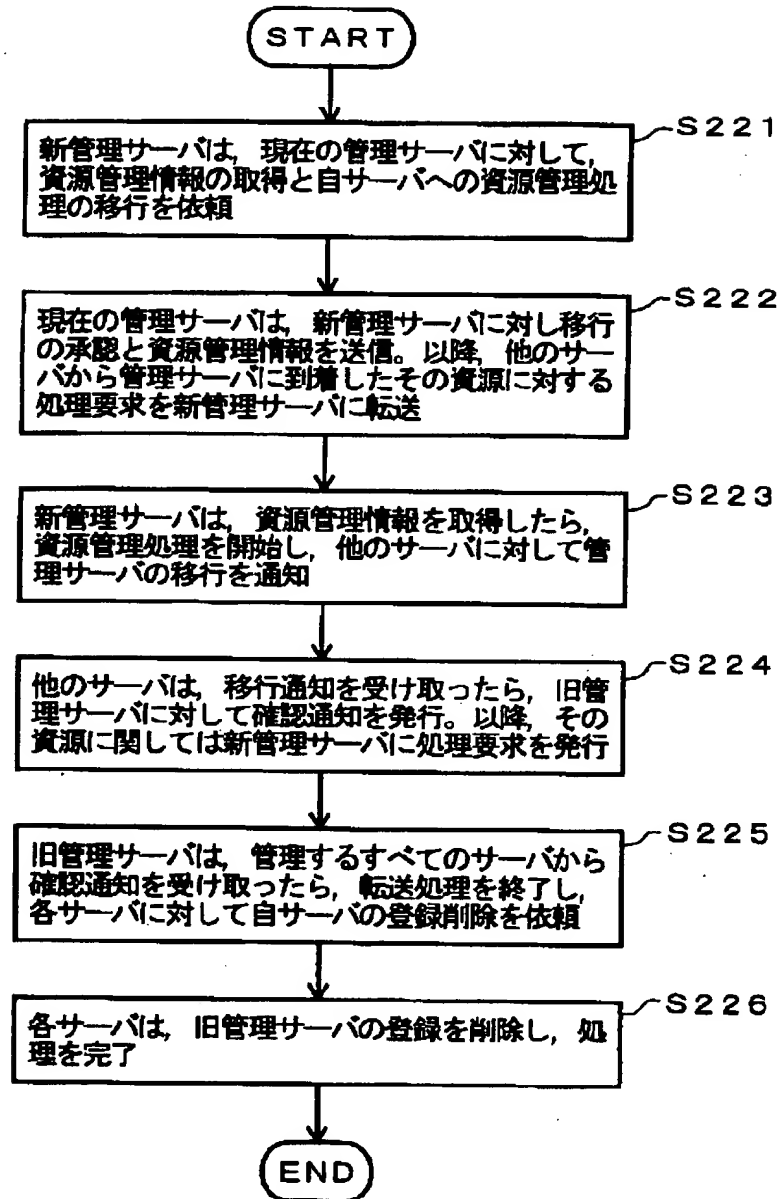 START
S221
新管理サーバは，現在の管理サーバに対して，
資源管理情報の取得と自サーバへの資源管理処
理の移行を依頼
S222
現在の管理サーバは，新管理サーバに対し移行
の承認と資源管理情報を送信。以降，他のサー
バから管理サーバに到着したその資源に対する
処理要求を新管理サーバに転送
S223
新管理サーバは，資源管理情報を取得したら，
資源管理処理を開始し，他のサーバに対して管
理サーバの移行を通知
S224
他のサーバは，移行通知を受け取ったら，旧管
理サーバに対して確認通知を発行。以降，その
資源に関しては新管理サーバに処理要求を発行
S225
旧管理サーバは，管理するすべてのサーバから
確認通知を受け取ったら，転送処理を終了し，
各サーバに対して自サーバの登録削除を依頼
S226
各サーバは，旧管理サーバの登録を削除し，処
理を完了
END